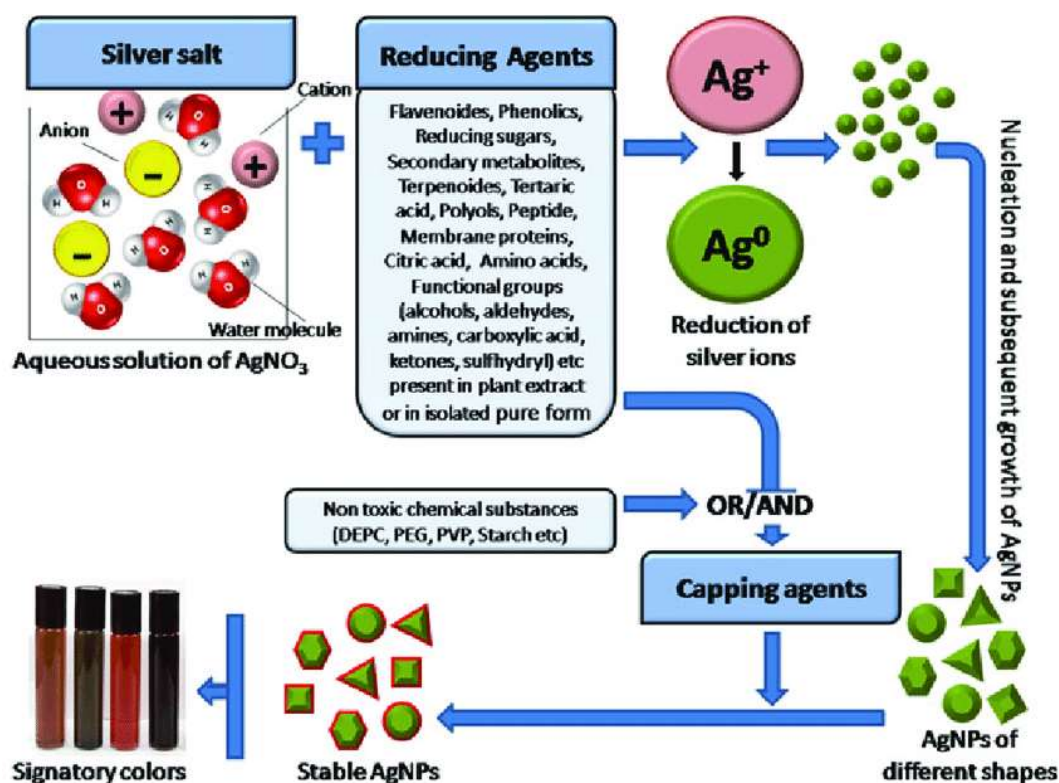 Silver salt
Cation
Anion
+
+
-
-
H
O
H
H
O
H
H
O
H
H
O
H
H
O
H
H
O
H
H
O
H
Water molecule
Aqueous solution of AgNO₃
Reducing Agents
Flavenoides, Phenolics,
Reducing sugars,
Secondary metabolites,
Terpenoides, Tertaric
acid, Polyols, Peptide,
Membrane proteins,
Citric acid, Amino acids,
Functional groups
(alcohols, aldehydes,
amines, carboxylic acid,
ketones, sulfhydryl) etc
present in plant extract
or in isolated pure form
Ag⁺
Ag⁰
Reduction of
silver ions
Nucleation and subsequent growth of AgNPs
Non toxic chemical substances
(DEPC, PEG, PVP, Starch etc)
OR/AND
Capping agents
AgNPs of
different shapes
Stable AgNPs
Signatory colors